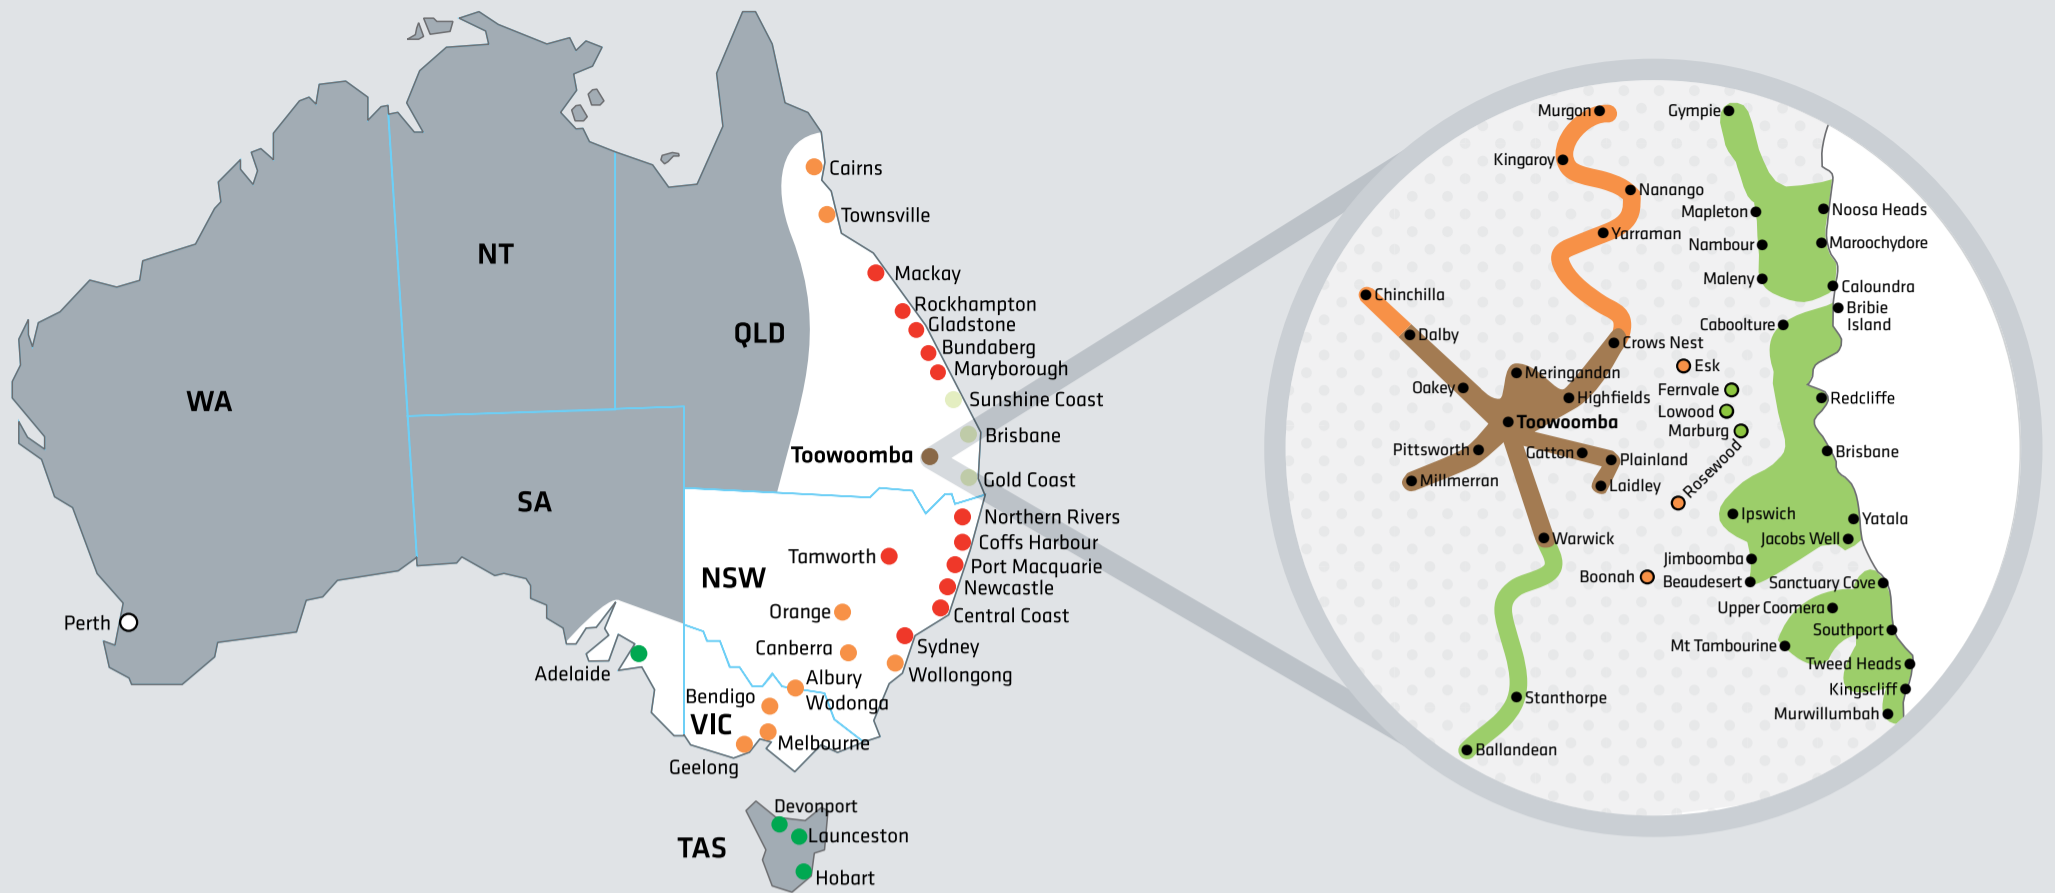 WA
NT
QLD
SA
NSW
VIC
TAS
Perth
Adelaide
Cairns
Townsville
Mackay
Rockhampton
Gladstone
Bundaberg
Maryborough
Sunshine Coast
Brisbane
Toowoomba
Gold Coast
Northern Rivers
Coffs Harbour
Tamworth
Port Macquarie
Newcastle
Orange
Central Coast
Canberra
Sydney
Wollongong
Albury
Wodonga
Bendigo
Melbourne
Geelong
Devonport
Launceston
Hobart
Murgon
Gympie
Kingaroy
Nanango
Mapleton
Noosa Heads
Yarraman
Nambour
Maroochydore
Maleny
Caloundra
Chinchilla
Bribie
Island
Caboolture
Dalby
Crows Nest
Esk
Meringandan
Oakey
Fernvale
Highfields
Redcliffe
Lowood
Toowoomba
Marburg
Pittsworth
Gatton
Plainland
Brisbane
Rosewood
Millmerran
Laidley
Ipswich
Yatala
Warwick
Jacobs Well
Jimboomba
Boonah
Beaudesert
Sanctuary Cove
Upper Coomera
Southport
Mt Tambourine
Tweed Heads
Kingscliff
Stanthorpe
Murwillumbah
Ballandean